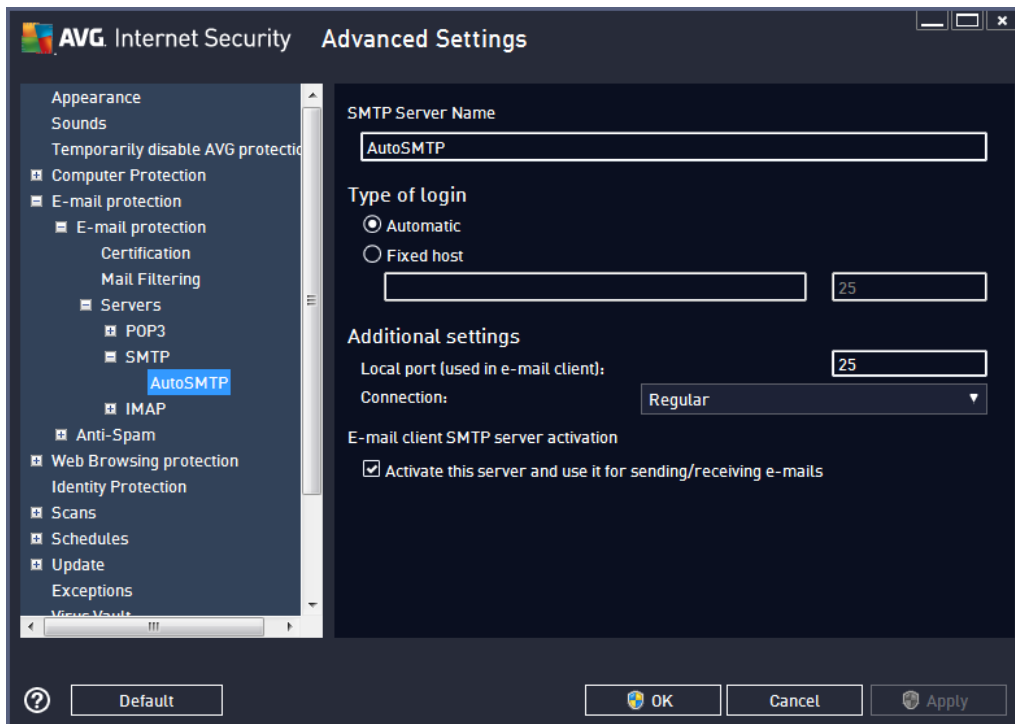 AVG. Internet Security Advanced Settings
Appearance
Sounds
Temporarily disable AVG protectio
Computer Protection
E-mail protection
E-mail protection
Certification
Mail Filtering
Servers
POP3
SMTP
AutoSMTP
IMAP
Anti-Spam
Web Browsing protection
Identity Protection
Scans
Schedules
Update
Exceptions
Virus Vault
SMTP Server Name
AutoSMTP
Type of login
Automatic
Fixed host
25
Additional settings
Local port (used in e-mail client): 25
Connection: Regular
E-mail client SMTP server activation
Activate this server and use it for sending/receiving e-mails
? Default OK Cancel Apply